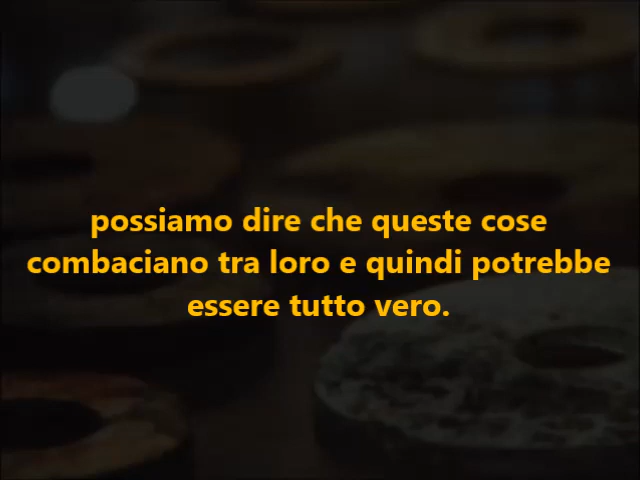 possiamo dire che queste cose
combaciano tra loro e quindi potrebbe
essere tutto vero.